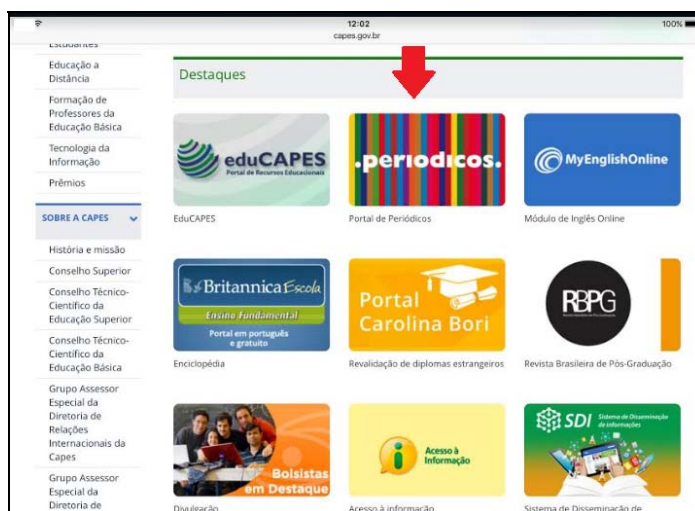 12:02
100%
capes.gov.br
Estudantes
Educação a
Distância
Formação de
Professores da
Educação Básica
Tecnologia da
Informação
Prêmios
SOBRE A CAPES
História e missão
Conselho Superior
Conselho Técnico-
Científico da
Educação Superior
Conselho Técnico-
Científico da
Educação Básica
Grupo Assessor
Especial da
Diretoria de
Relações
Internacionais da
Capes
Grupo Assessor
Especial da
Diretoria de
Destaques
eduCAPES
Portal de Recursos Educacionais
EduCAPES
.periodicos.
Portal de Periódicos
MyEnglishOnline
Módulo de Inglês Online
Britannica Escola
Ensino Fundamental
Portal em português
e gratuito
Enciclopédia
Portal
Carolina Bori
Revalidação de diplomas estrangeiros
RBPG
Revista Brasileira de Pós-Graduação
Bolsistas
em Destaque
Divulgação
Acesso à
Informação
Acesso à informação
SDI Sistema de Disseminação
de informações
Sistema de Disseminação de